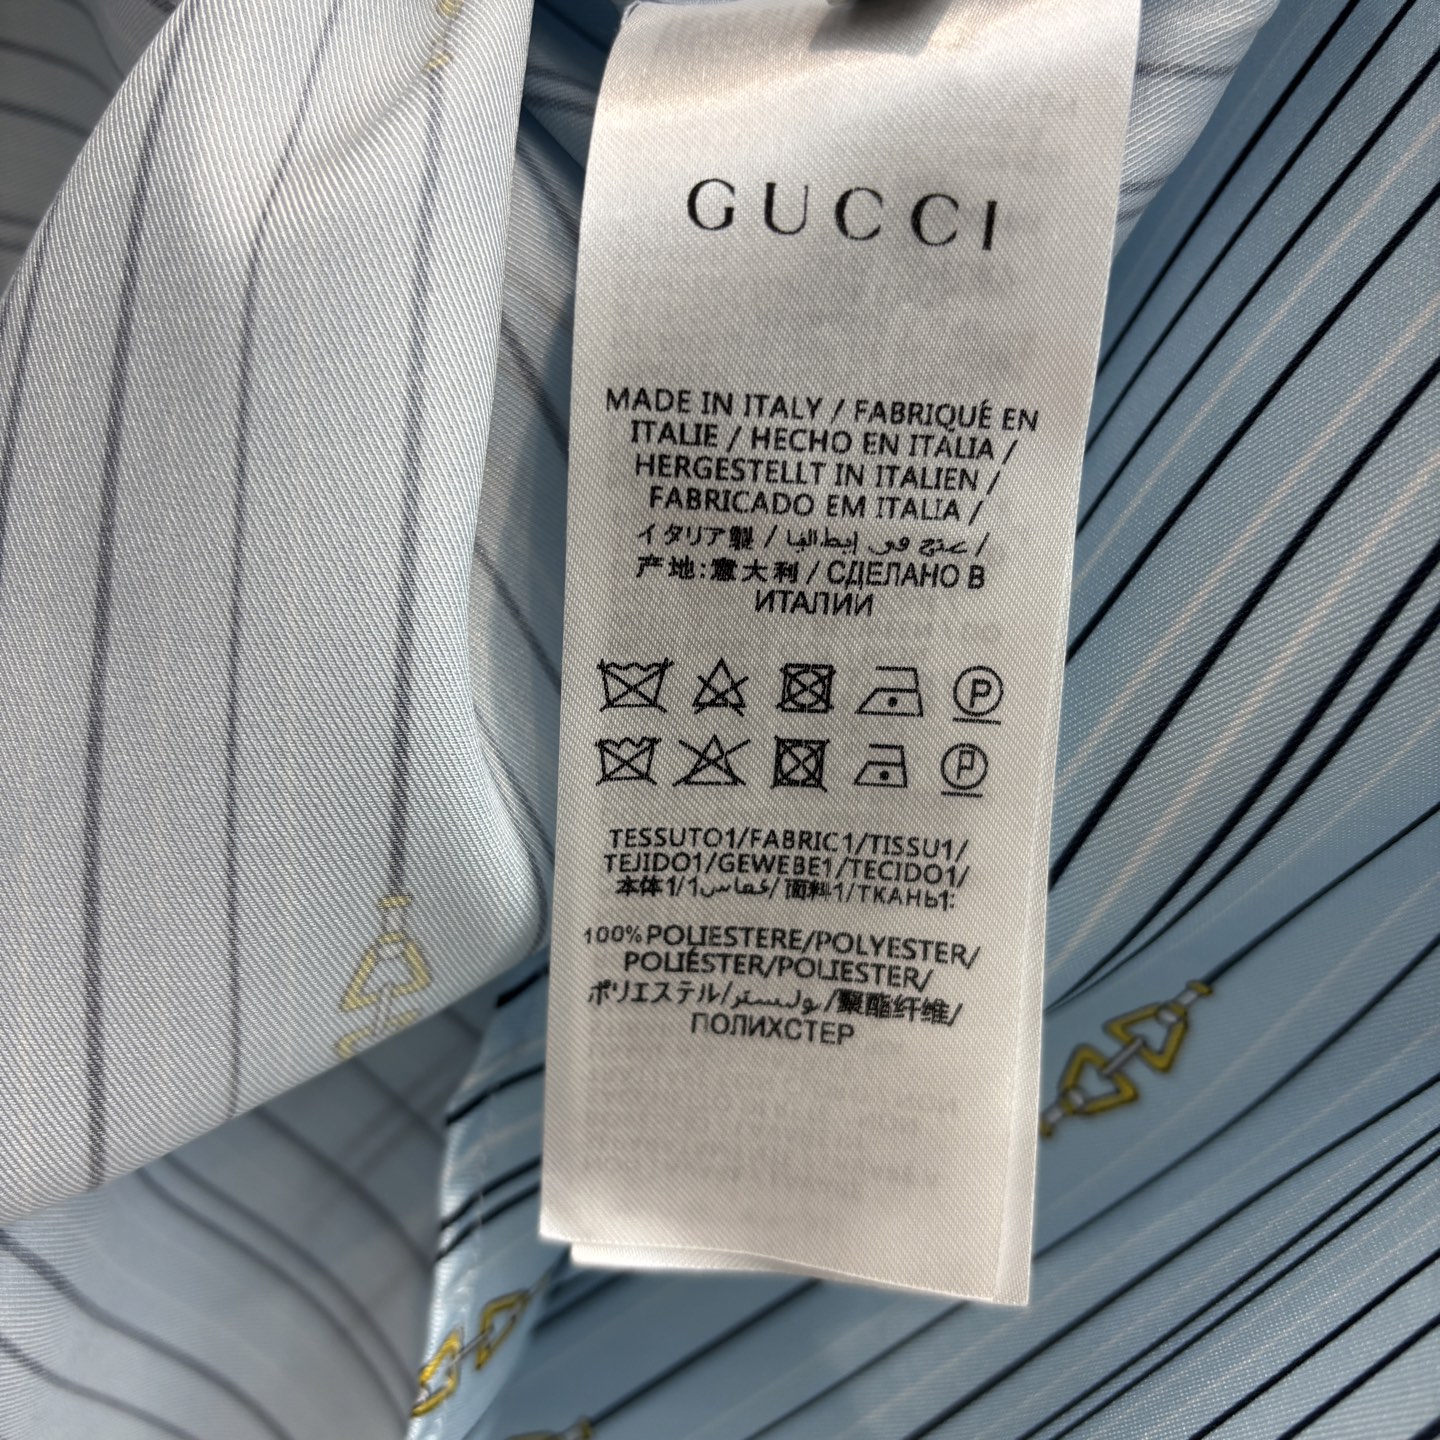 GUCCI
MADE IN ITALY / FABRIQUÉ EN
ITALIE / HECHO EN ITALIA /
HERGESTELLT IN ITALIEN /
FABRICADO EM ITALIA /
イタリア製 / صنع في إيطاليا /
产地:意大利 / СДЕЛАНО В
ИТАЛИИ
P
P
TESSUTO1/FABRIC1/TISSU1/
TEJIDO1/GEWEBE1/TECIDO1/
本体1/1قماس/面料1/ТКАНЬ1:
100%POLIESTERE/POLYESTER/
POLIÉSTER/POLIESTER/
ポリエステル/بوليستر/聚酯纤维/
ПОЛИХСТЕР